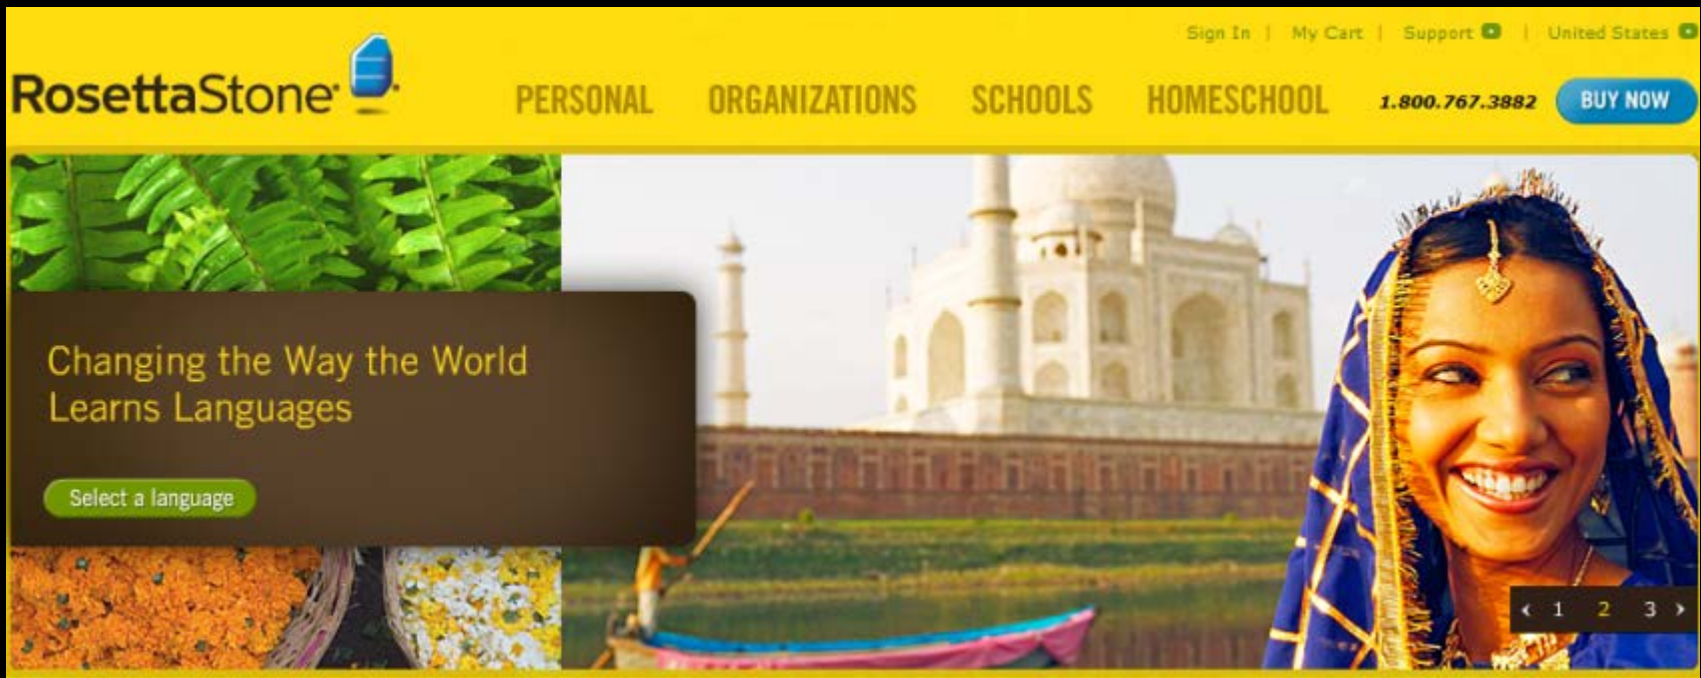 Sign In | My Cart | Support | United States
RosettaStone
PERSONAL ORGANIZATIONS SCHOOLS HOMESCHOOL 1.800.767.3882 BUY NOW
Changing the Way the World
Learns Languages
Select a language
‹ 1 2 3 ›